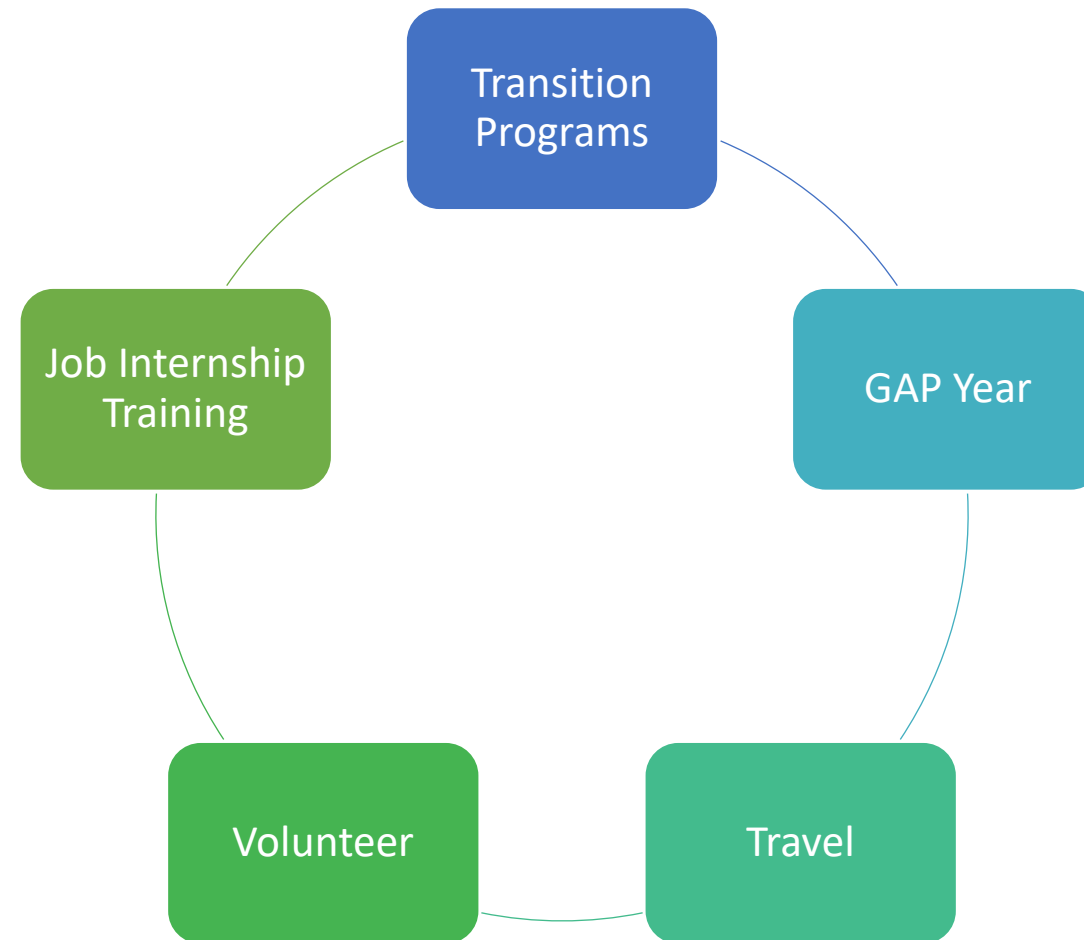 Transition
Programs
Job Internship
Training
GAP Year
Volunteer
Travel